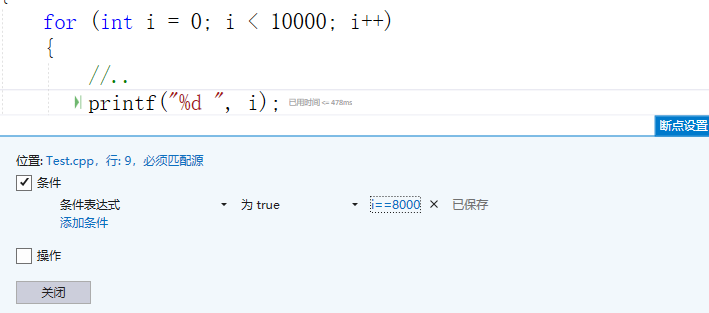 for (int i = 0; i < 10000; i++)
{
//..
printf("%d ", i); 已用时间 <= 478ms
断点设置
位置: Test.cpp, 行: 9, 必须匹配源
条件
条件表达式 为 true i==8000 × 已保存
添加条件
操作
关闭